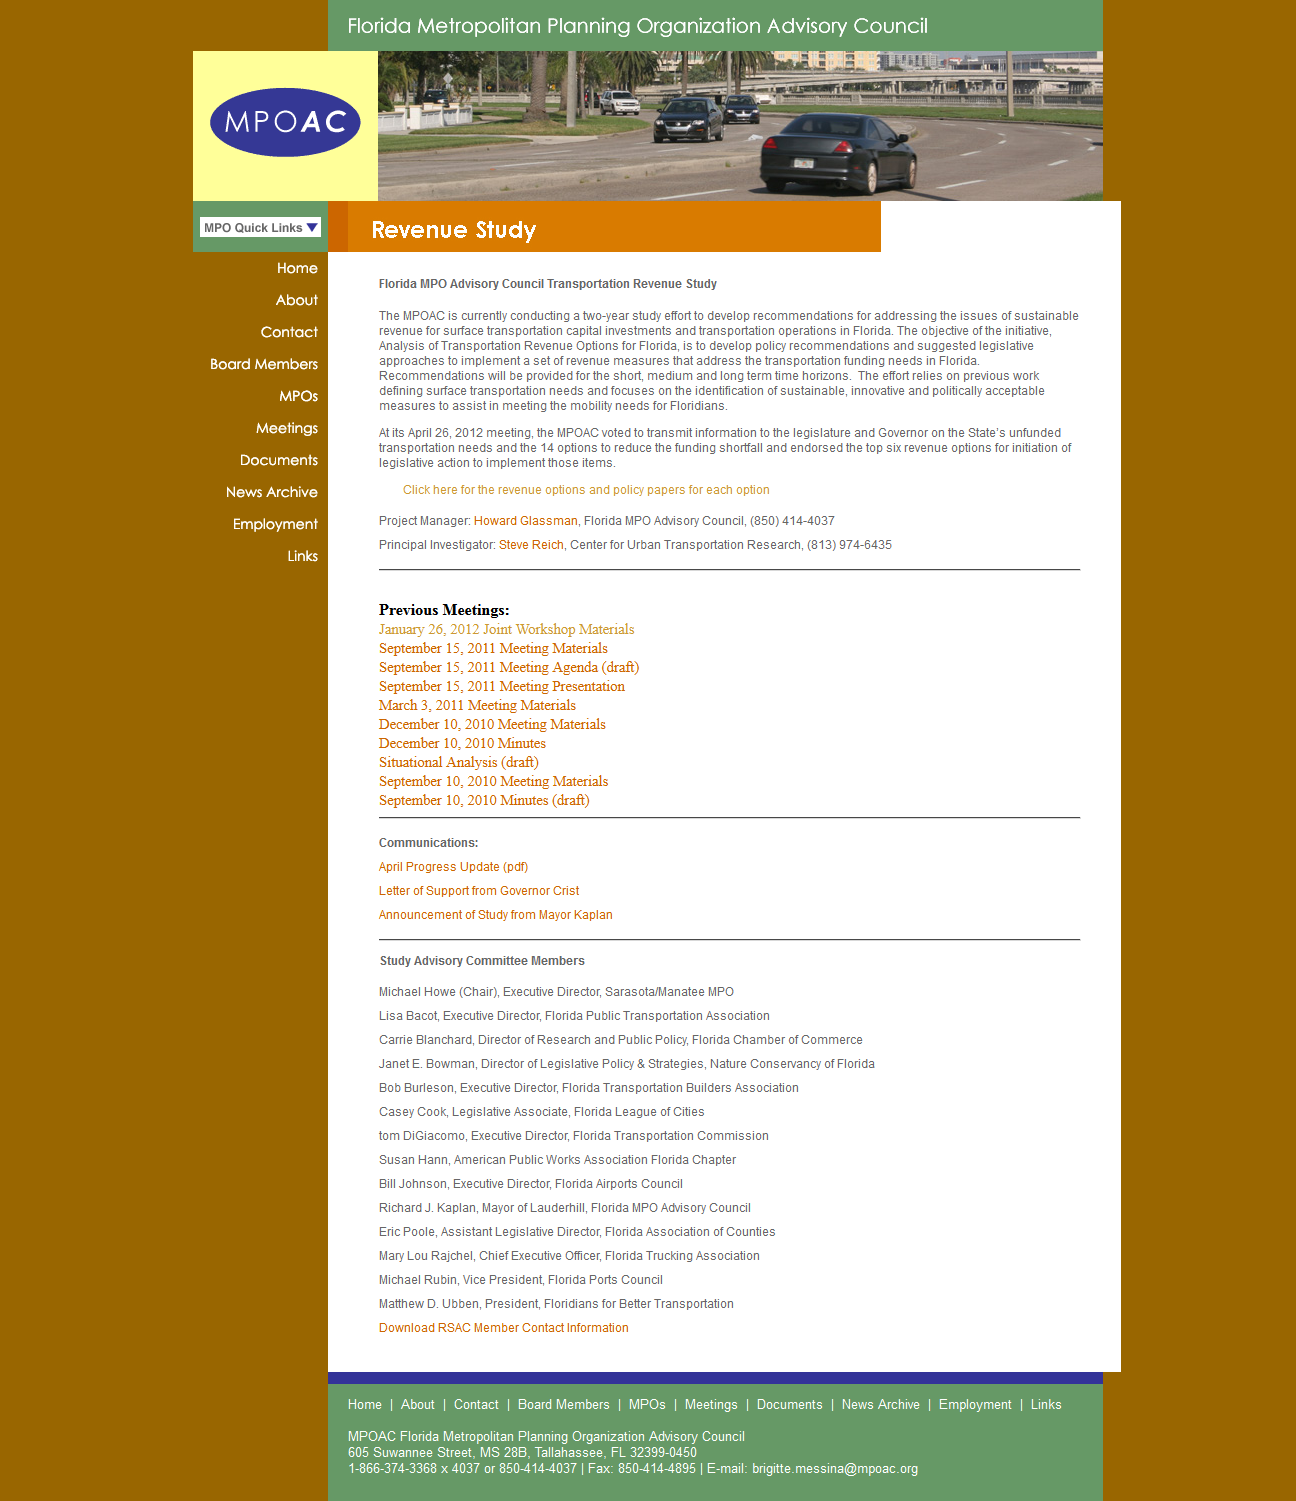 Florida Metropolitan Planning Organization Advisory Council
MPOAC
MPO Quick Links
Revenue Study
Home
About
Contact
Board Members
MPOs
Meetings
Documents
News Archive
Employment
Links
Florida MPO Advisory Council Transportation Revenue Study
The MPOAC is currently conducting a two-year study effort to develop recommendations for addressing the issues of sustainable
revenue for surface transportation capital investments and transportation operations in Florida. The objective of the initiative,
Analysis of Transportation Revenue Options for Florida, is to develop policy recommendations and suggested legislative
approaches to implement a set of revenue measures that address the transportation funding needs in Florida.
Recommendations will be provided for the short, medium and long term time horizons.  The effort relies on previous work
defining surface transportation needs and focuses on the identification of sustainable, innovative and politically acceptable
measures to assist in meeting the mobility needs for Floridians.
At its April 26, 2012 meeting, the MPOAC voted to transmit information to the legislature and Governor on the State's unfunded
transportation needs and the 14 options to reduce the funding shortfall and endorsed the top six revenue options for initiation of
legislative action to implement those items.
Click here for the revenue options and policy papers for each option
Project Manager: Howard Glassman, Florida MPO Advisory Council, (850) 414-4037
Principal Investigator: Steve Reich, Center for Urban Transportation Research, (813) 974-6435
Previous Meetings:
January 26, 2012 Joint Workshop Materials
September 15, 2011 Meeting Materials
September 15, 2011 Meeting Agenda (draft)
September 15, 2011 Meeting Presentation
March 3, 2011 Meeting Materials
December 10, 2010 Meeting Materials
December 10, 2010 Minutes
Situational Analysis (draft)
September 10, 2010 Meeting Materials
September 10, 2010 Minutes (draft)
Communications:
April Progress Update (pdf)
Letter of Support from Governor Crist
Announcement of Study from Mayor Kaplan
Study Advisory Committee Members
Michael Howe (Chair), Executive Director, Sarasota/Manatee MPO
Lisa Bacot, Executive Director, Florida Public Transportation Association
Carrie Blanchard, Director of Research and Public Policy, Florida Chamber of Commerce
Janet E. Bowman, Director of Legislative Policy & Strategies, Nature Conservancy of Florida
Bob Burleson, Executive Director, Florida Transportation Builders Association
Casey Cook, Legislative Associate, Florida League of Cities
tom DiGiacomo, Executive Director, Florida Transportation Commission
Susan Hann, American Public Works Association Florida Chapter
Bill Johnson, Executive Director, Florida Airports Council
Richard J. Kaplan, Mayor of Lauderhill, Florida MPO Advisory Council
Eric Poole, Assistant Legislative Director, Florida Association of Counties
Mary Lou Rajchel, Chief Executive Officer, Florida Trucking Association
Michael Rubin, Vice President, Florida Ports Council
Matthew D. Ubben, President, Floridians for Better Transportation
Download RSAC Member Contact Information
Home | About | Contact | Board Members | MPOs | Meetings | Documents | News Archive | Employment | Links
MPOAC Florida Metropolitan Planning Organization Advisory Council
605 Suwannee Street, MS 28B, Tallahassee, FL 32399-0450
1-866-374-3368 x 4037 or 850-414-4037 | Fax: 850-414-4895 | E-mail: brigitte.messina@mpoac.org